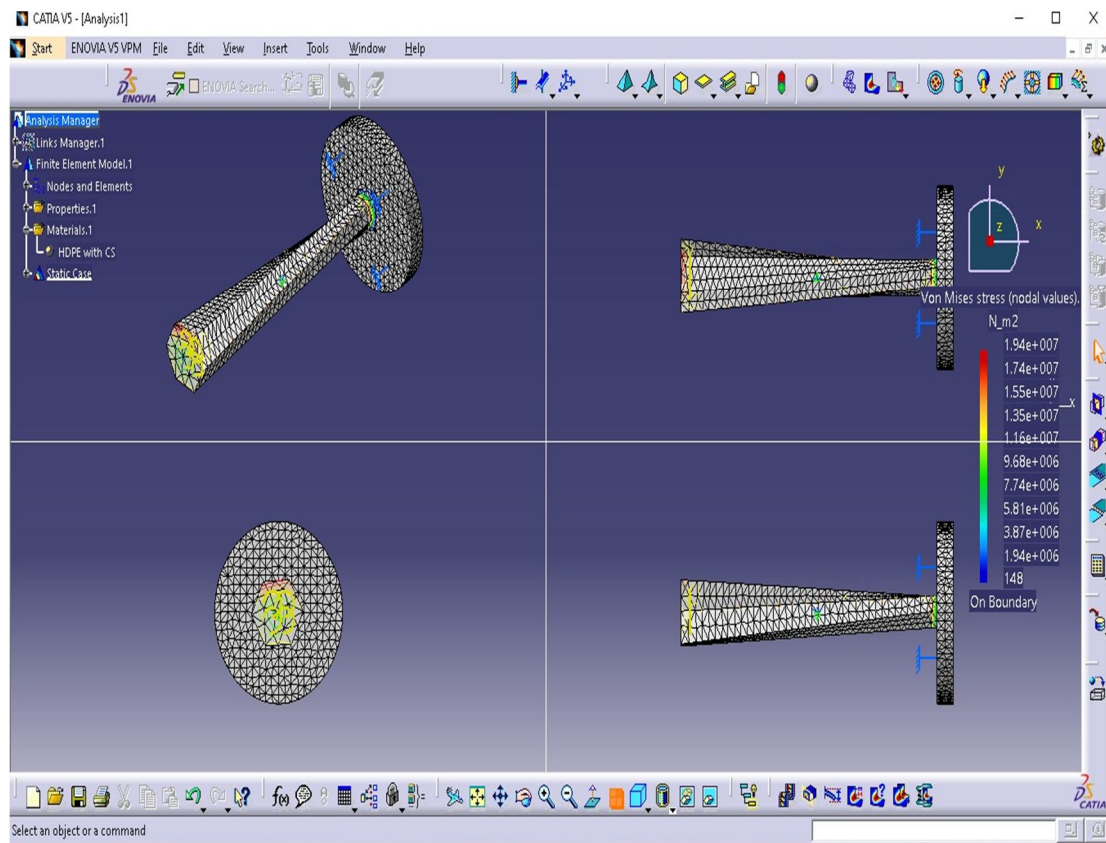 CATIA V5 - [Analysis1]
Start ENOVIA V5 VPM File Edit View Insert Tools Window Help
ENOVIA
ENOVIA Search...
Analysis Manager
Links Manager.1
Finite Element Model.1
Nodes and Elements
Properties.1
Materials.1
HDPE with CS
Static Case
y
z
x
Von Mises stress (nodal values).
N_m2
1.94e+007
1.74e+007
1.55e+007
x
1.35e+007
1.16e+007
9.68e+006
7.74e+006
5.81e+006
3.87e+006
1.94e+006
148
On Boundary
f(x)
CATIA
Select an object or a command